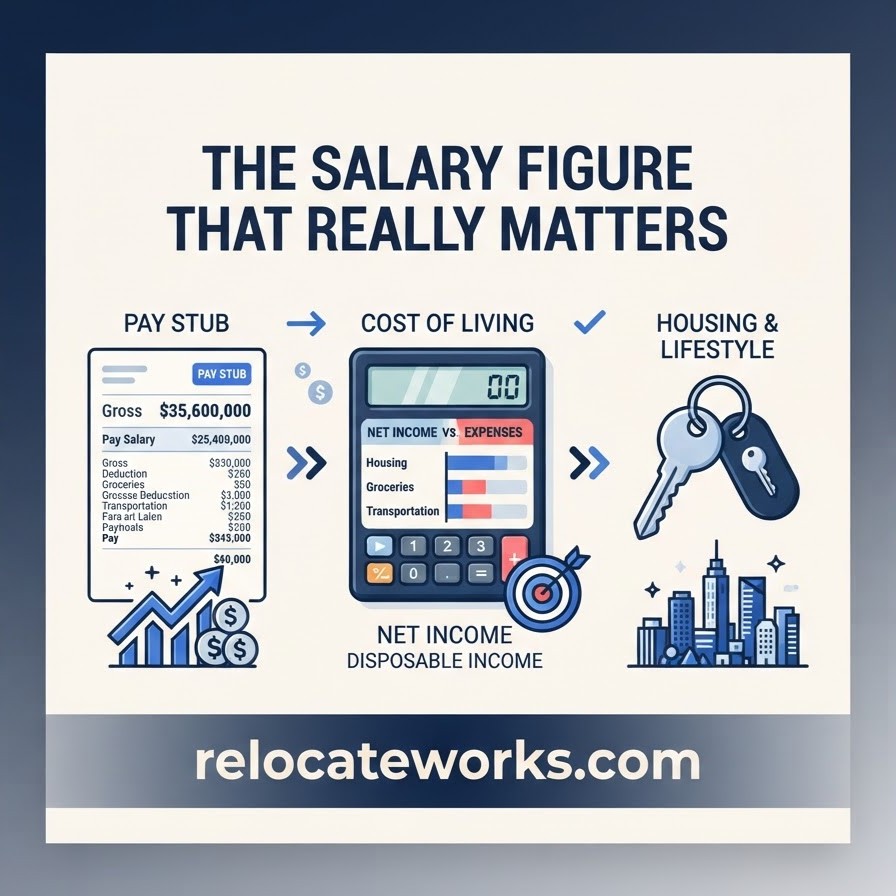 THE SALARY FIGURE
THAT REALLY MATTERS
PAY STUB
COST OF LIVING
HOUSING &
LIFESTYLE
PAY STUB
Gross $35,600,000
Pay Salary $25,409,000
Gross $330,000
Deduction $260
Groceries $50
Grossse Beducstion $3,000
Transportation $1;200
Fara art Lalen $250
Payhoals $200
Pay $343,000
$40,000
$
$
$
$
$
00
NET INCOME VS. EXPENSES
Housing
Groceries
Transportation
1 2 3 +
% 0 . =
NET INCOME
DISPOSABLE INCOME
relocateworks.com